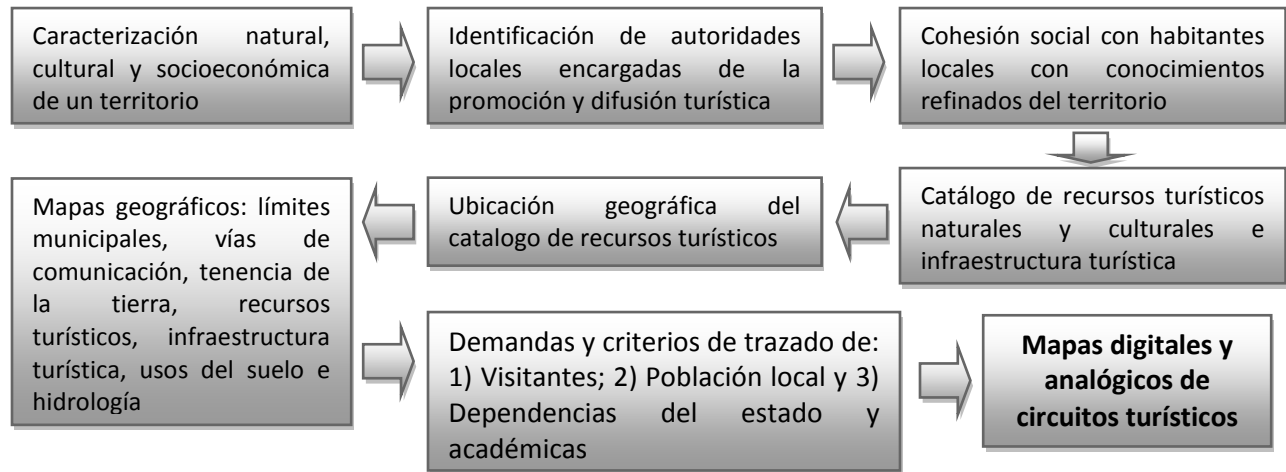 Caracterización natural,
cultural y socioeconómica
de un territorio
Identificación de autoridades
locales encargadas de la
promoción y difusión turística
Cohesión social con habitantes
locales con conocimientos
refinados del territorio
Catálogo de recursos turísticos
naturales y culturales e
infraestructura turística
Ubicación geográfica del
catalogo de recursos turísticos
Mapas geográficos: límites
municipales, vías de
comunicación, tenencia de
la tierra, recursos
turísticos, infraestructura
turística, usos del suelo e
hidrología
Demandas y criterios de trazado de:
1) Visitantes; 2) Población local y 3)
Dependencias del estado y
académicas
Mapas digitales y
analógicos de
circuitos turísticos